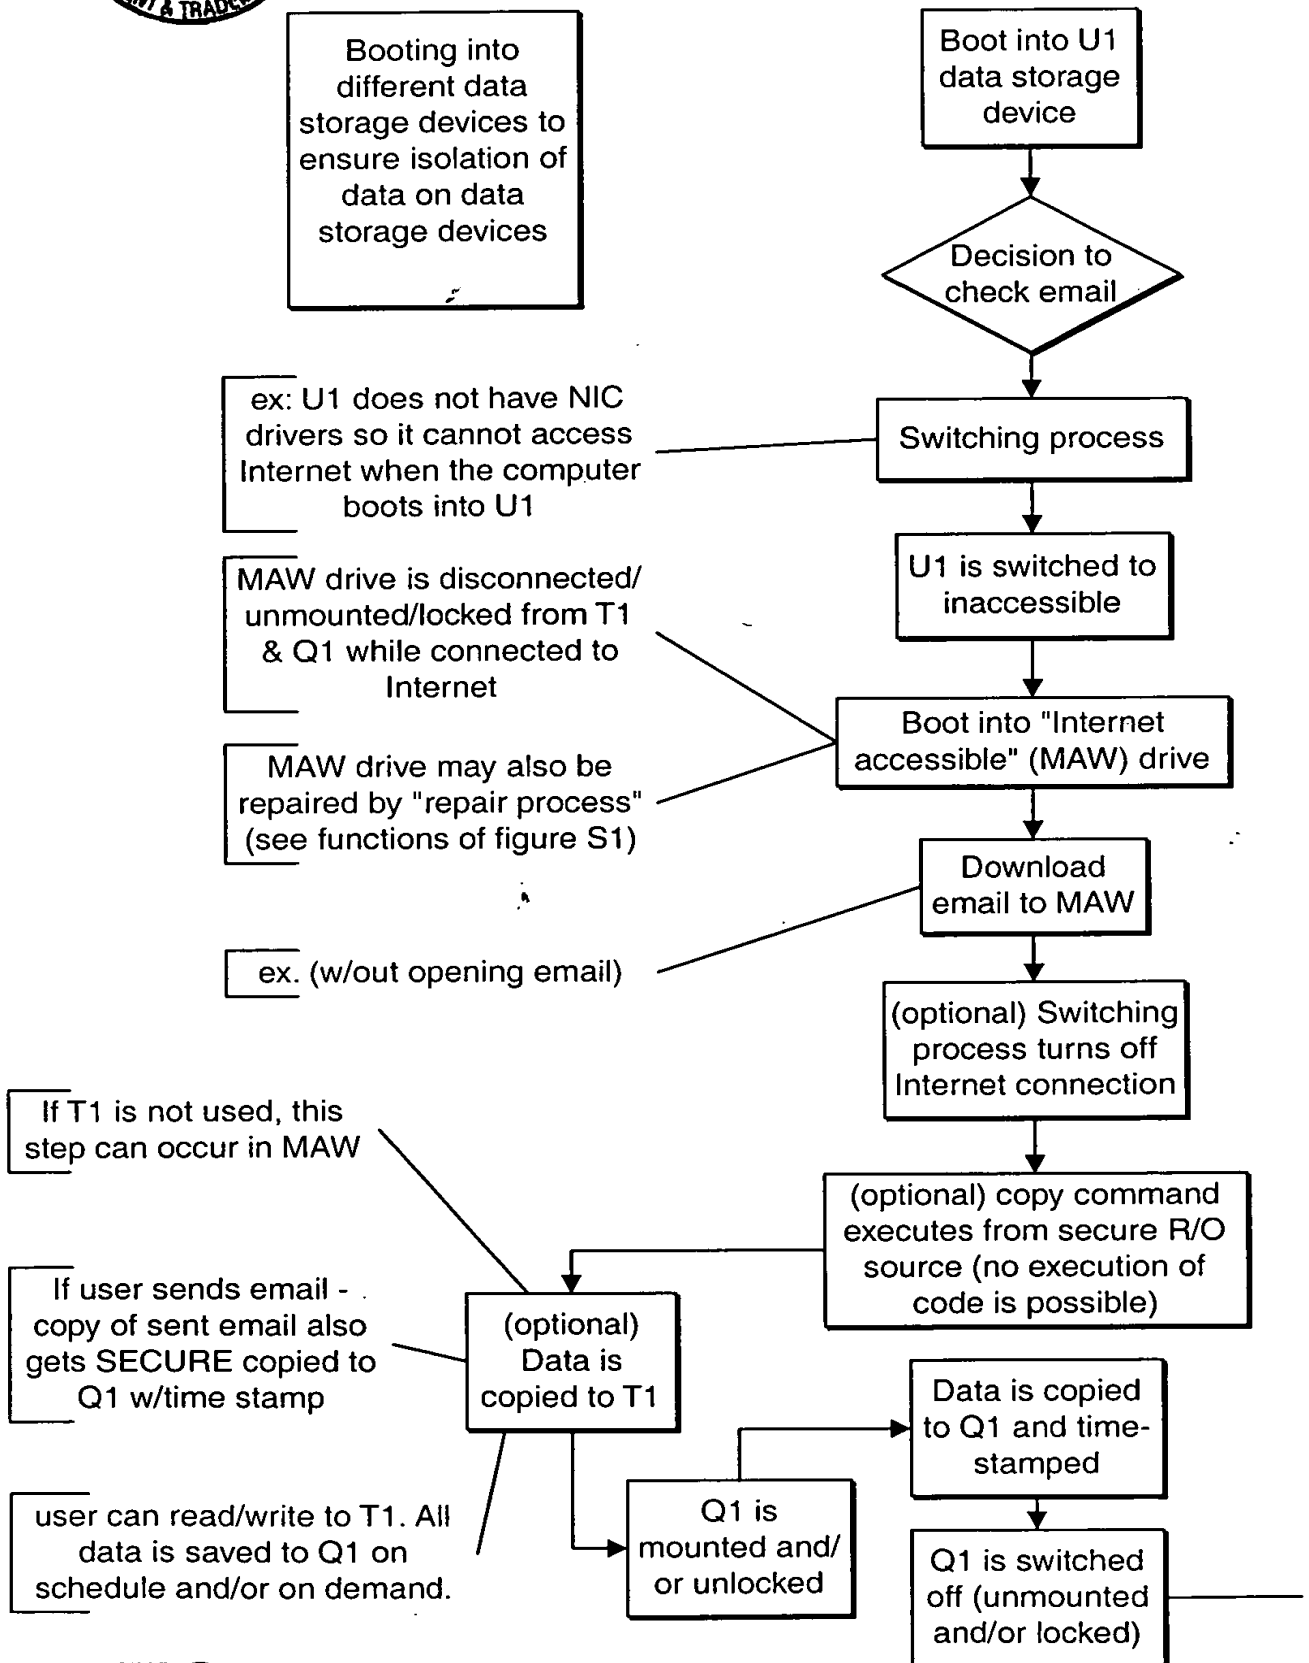 & TRADEM
Booting into
different data
storage devices to
ensure isolation of
data on data
storage devices
Boot into U1
data storage
device
Decision to
check email
ex: U1 does not have NIC
drivers so it cannot access
Internet when the computer
boots into U1
Switching process
U1 is switched to
inaccessible
MAW drive is disconnected/
unmounted/locked from T1
& Q1 while connected to
Internet
Boot into "Internet
accessible" (MAW) drive
MAW drive may also be
repaired by "repair process"
(see functions of figure S1)
Download
email to MAW
ex. (w/out opening email)
(optional) Switching
process turns off
Internet connection
If T1 is not used, this
step can occur in MAW
(optional) copy command
executes from secure R/O
source (no execution of
code is possible)
If user sends email -
copy of sent email also
gets SECURE copied to
Q1 w/time stamp
(optional)
Data is
copied to T1
Data is copied
to Q1 and time-
stamped
user can read/write to T1. All
data is saved to Q1 on
schedule and/or on demand.
Q1 is
mounted and/
or unlocked
Q1 is switched
off (unmounted
and/or locked)